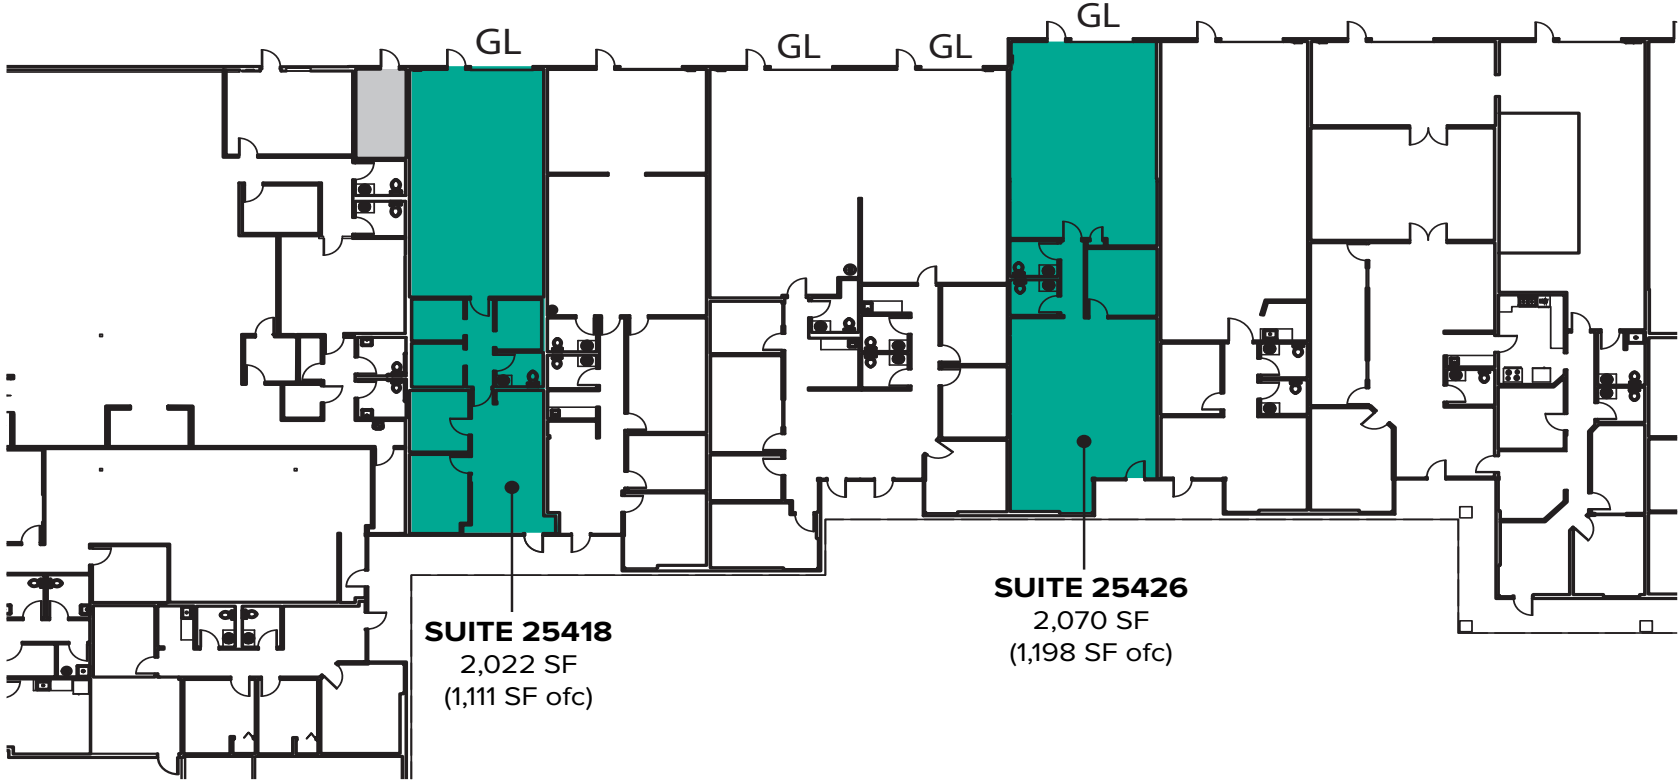 GL
GL
GL
GL
SUITE 25418
2,022 SF
(1,111 SF ofc)
SUITE 25426
2,070 SF
(1,198 SF ofc)